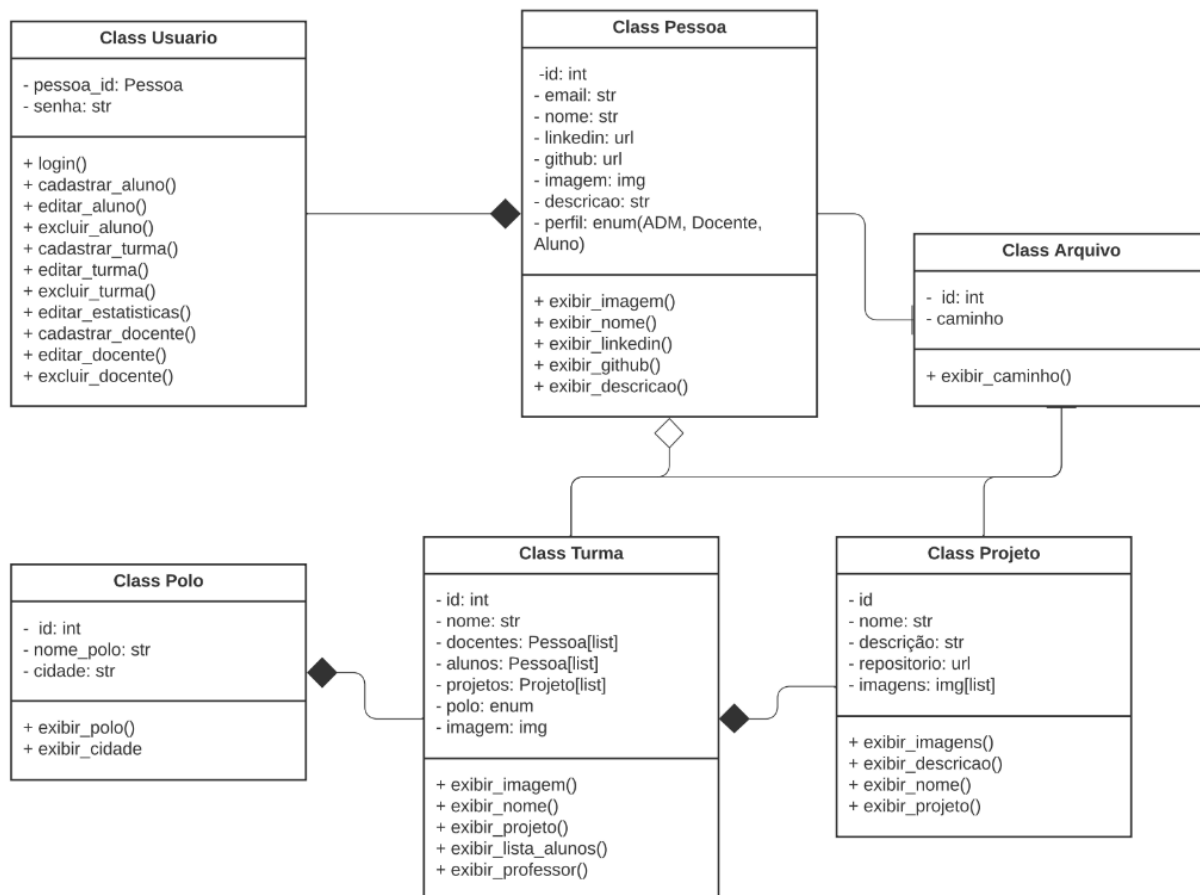 Class Usuario
- pessoa_id: Pessoa
- senha: str
+ login()
+ cadastrar_aluno()
+ editar_aluno()
+ excluir_aluno()
+ cadastrar_turma()
+ editar_turma()
+ excluir_turma()
+ editar_estatisticas()
+ cadastrar_docente()
+ editar_docente()
+ excluir_docente()
Class Pessoa
-id: int
- email: str
- nome: str
- linkedin: url
- github: url
- imagem: img
- descricao: str
- perfil: enum(ADM, Docente,
Aluno)
+ exibir_imagem()
+ exibir_nome()
+ exibir_linkedin()
+ exibir_github()
+ exibir_descricao()
Class Arquivo
- id: int
- caminho
+ exibir_caminho()
Class Polo
- id: int
- nome_polo: str
- cidade: str
+ exibir_polo()
+ exibir_cidade
Class Turma
- id: int
- nome: str
- docentes: Pessoa[list]
- alunos: Pessoa[list]
- projetos: Projeto[list]
- polo: enum
- imagem: img
+ exibir_imagem()
+ exibir_nome()
+ exibir_projeto()
+ exibir_lista_alunos()
+ exibir_professor()
Class Projeto
- id
- nome: str
- descrição: str
- repositorio: url
- imagens: img[list]
+ exibir_imagens()
+ exibir_descricao()
+ exibir_nome()
+ exibir_projeto()